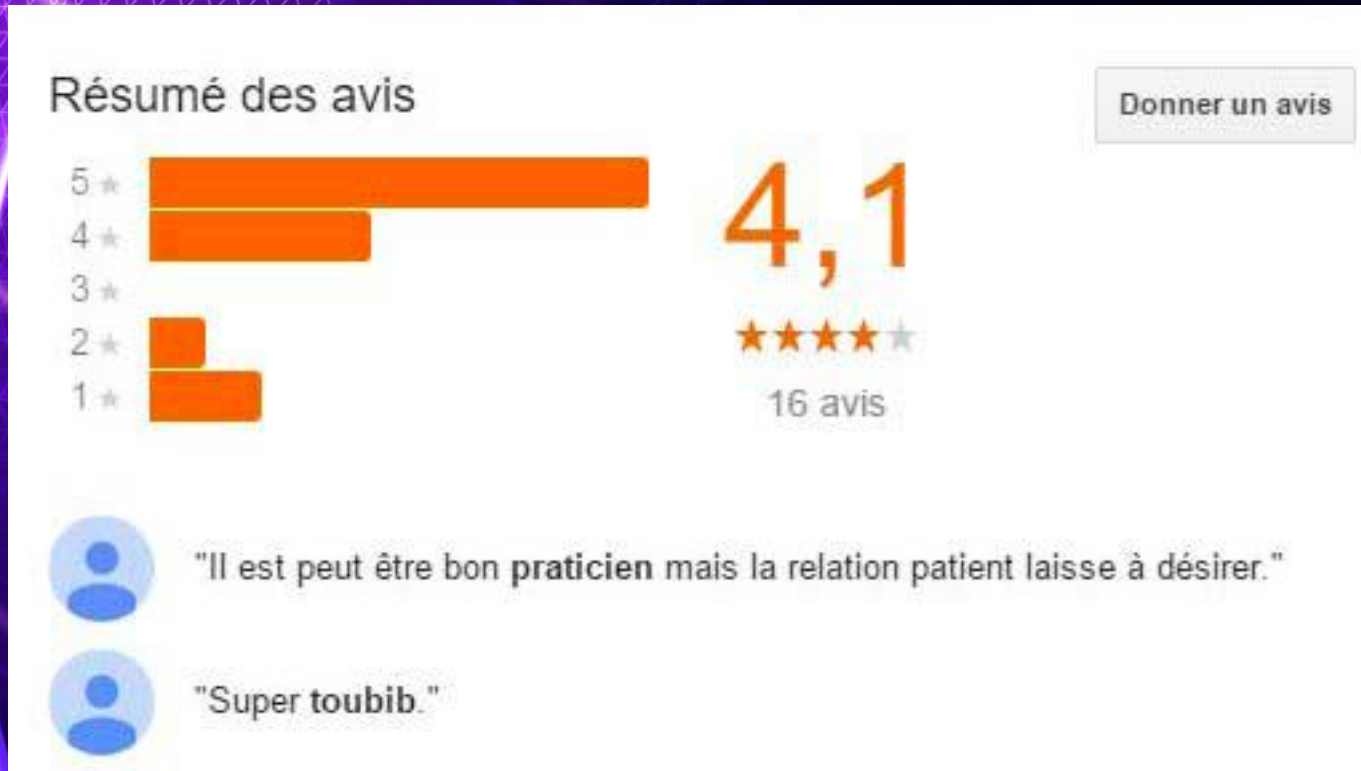 Résumé des avis
Donner un avis
5 ★
4 ★
3 ★
2 ★
1 ★
4,1
★★★★★
16 avis
"Il est peut être bon praticien mais la relation patient laisse à désirer."
"Super toubib."